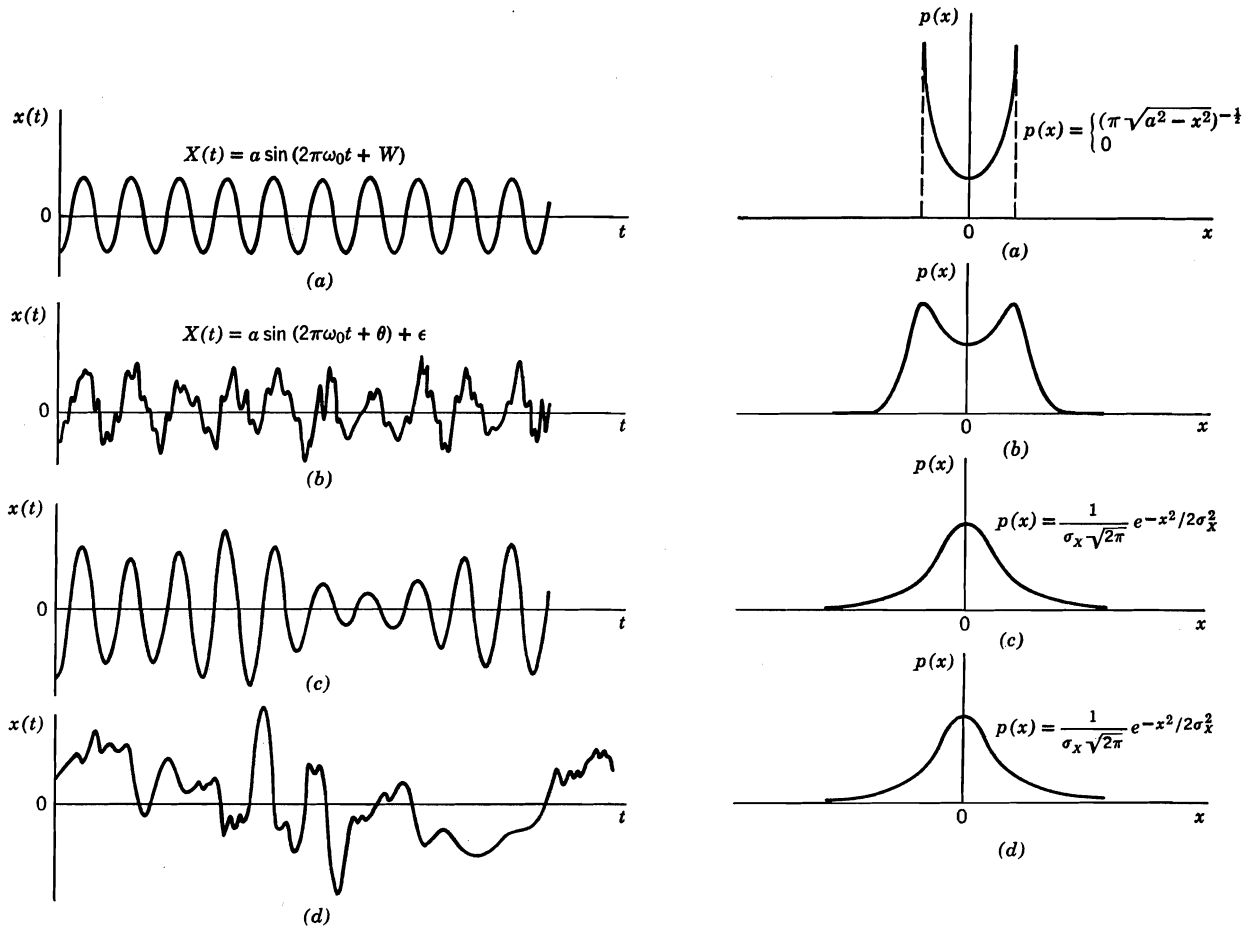 x(t)
X(t) = a sin (2πω₀t + W)
0
t
(a)
x(t)
X(t) = a sin (2πω₀t + θ) + ϵ
0
t
(b)
x(t)
0
t
(c)
x(t)
0
t
(d)
p(x)
p(x) = { (π √(a² − x²))^−½
0
0
x
(a)
p(x)
0
x
(b)
p(x)
p(x) = 1/(σ_X √(2π)) e^−x²/2σ_X²
0
x
(c)
p(x)
p(x) = 1/(σ_X √(2π)) e^−x²/2σ_X²
0
x
(d)